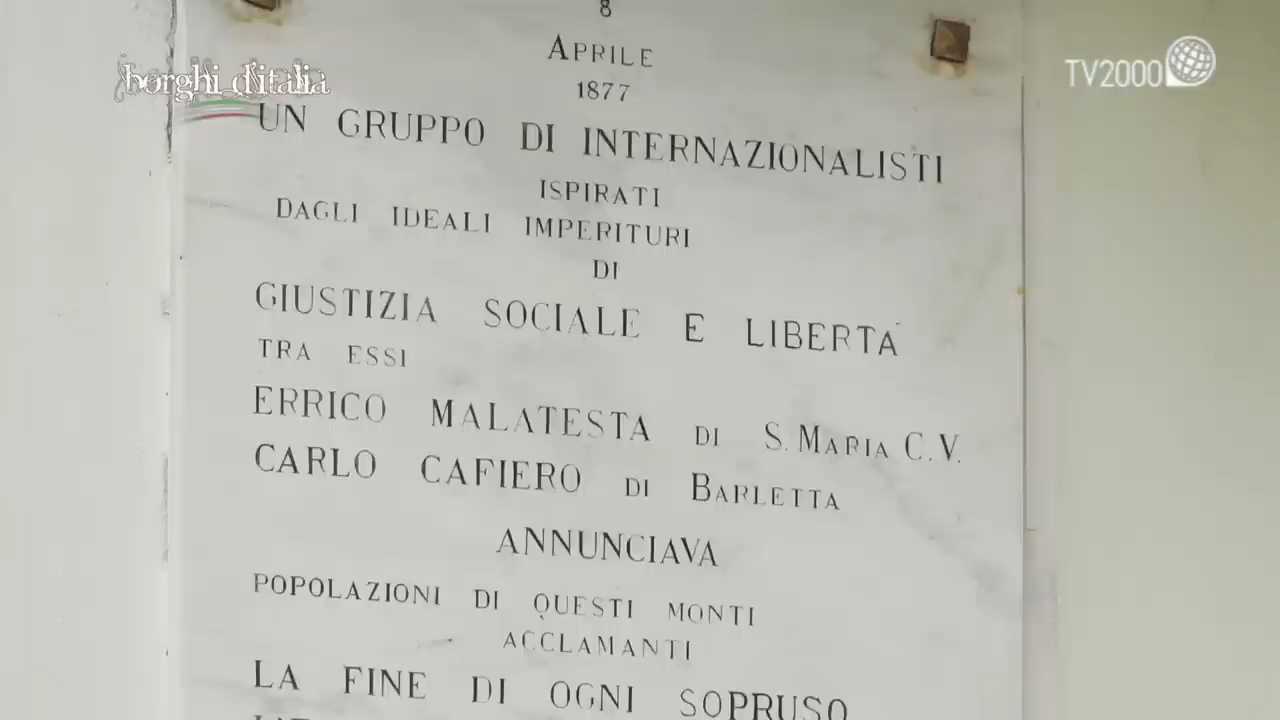 8
APRILE
1877
UN GRUPPO DI INTERNAZIONALISTI
ISPIRATI
DAGLI IDEALI IMPERITURI
DI
GIUSTIZIA SOCIALE E LIBERTA'
TRA ESSI
ERRICO MALATESTA DI S. MARIA C.V.
CARLO CAFIERO DI BARLETTA
ANNUNCIAVA
POPOLAZIONI DI QUESTI MONTI
ACCLAMANTI
LA FINE DI OGNI SOPRUSO
borghi d'italia
TV2000